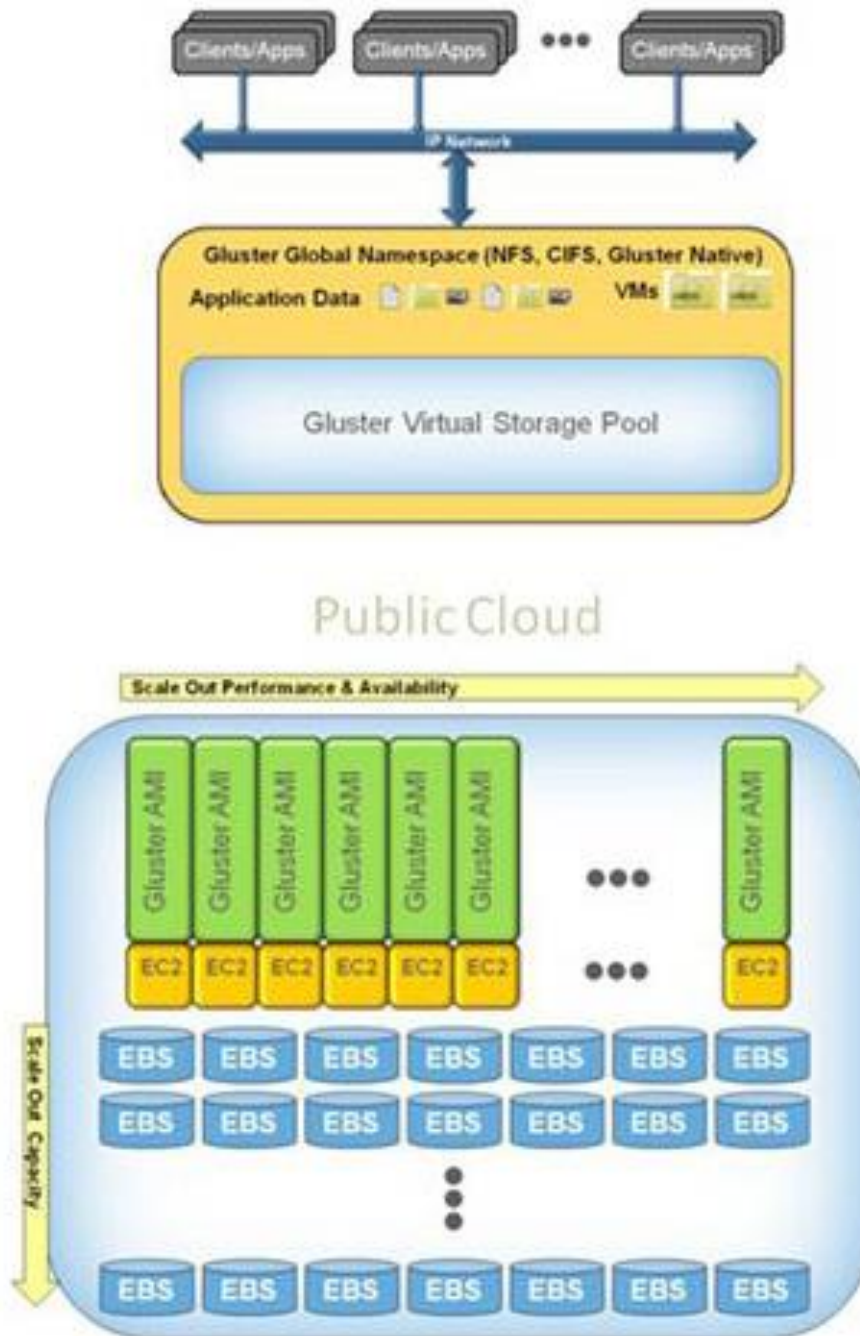 Clients/Apps
Clients/Apps
Clients/Apps
IP Network
Gluster Global Namespace (NFS, CIFS, Gluster Native)
Application Data
VMs
Gluster Virtual Storage Pool
Public Cloud
Scale Out Performance & Availability
Gluster AMI
Gluster AMI
Gluster AMI
Gluster AMI
Gluster AMI
Gluster AMI
Gluster AMI
EC2 EC2 EC2 EC2 EC2 EC2 EC2
Scale Out Capacity
EBS EBS EBS EBS EBS EBS EBS
EBS EBS EBS EBS EBS EBS EBS
EBS EBS EBS EBS EBS EBS EBS